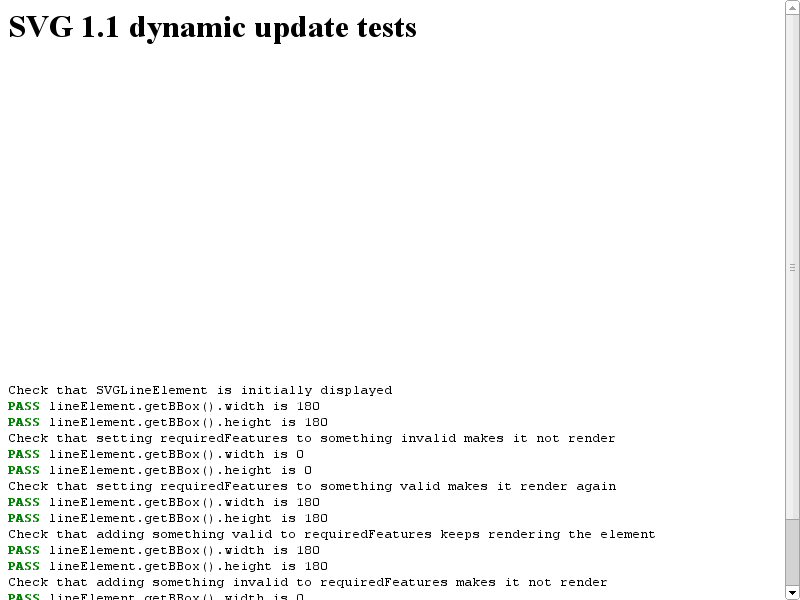 SVG 1.1 dynamic update tests
Check that SVGLineElement is initially displayed
PASS lineElement.getBBox().width is 180
PASS lineElement.getBBox().height is 180
Check that setting requiredFeatures to something invalid makes it not render
PASS lineElement.getBBox().width is 0
PASS lineElement.getBBox().height is 0
Check that setting requiredFeatures to something valid makes it render again
PASS lineElement.getBBox().width is 180
PASS lineElement.getBBox().height is 180
Check that adding something valid to requiredFeatures keeps rendering the element
PASS lineElement.getBBox().width is 180
PASS lineElement.getBBox().height is 180
Check that adding something invalid to requiredFeatures makes it not render
PASS lineElement.getBBox().width is 0